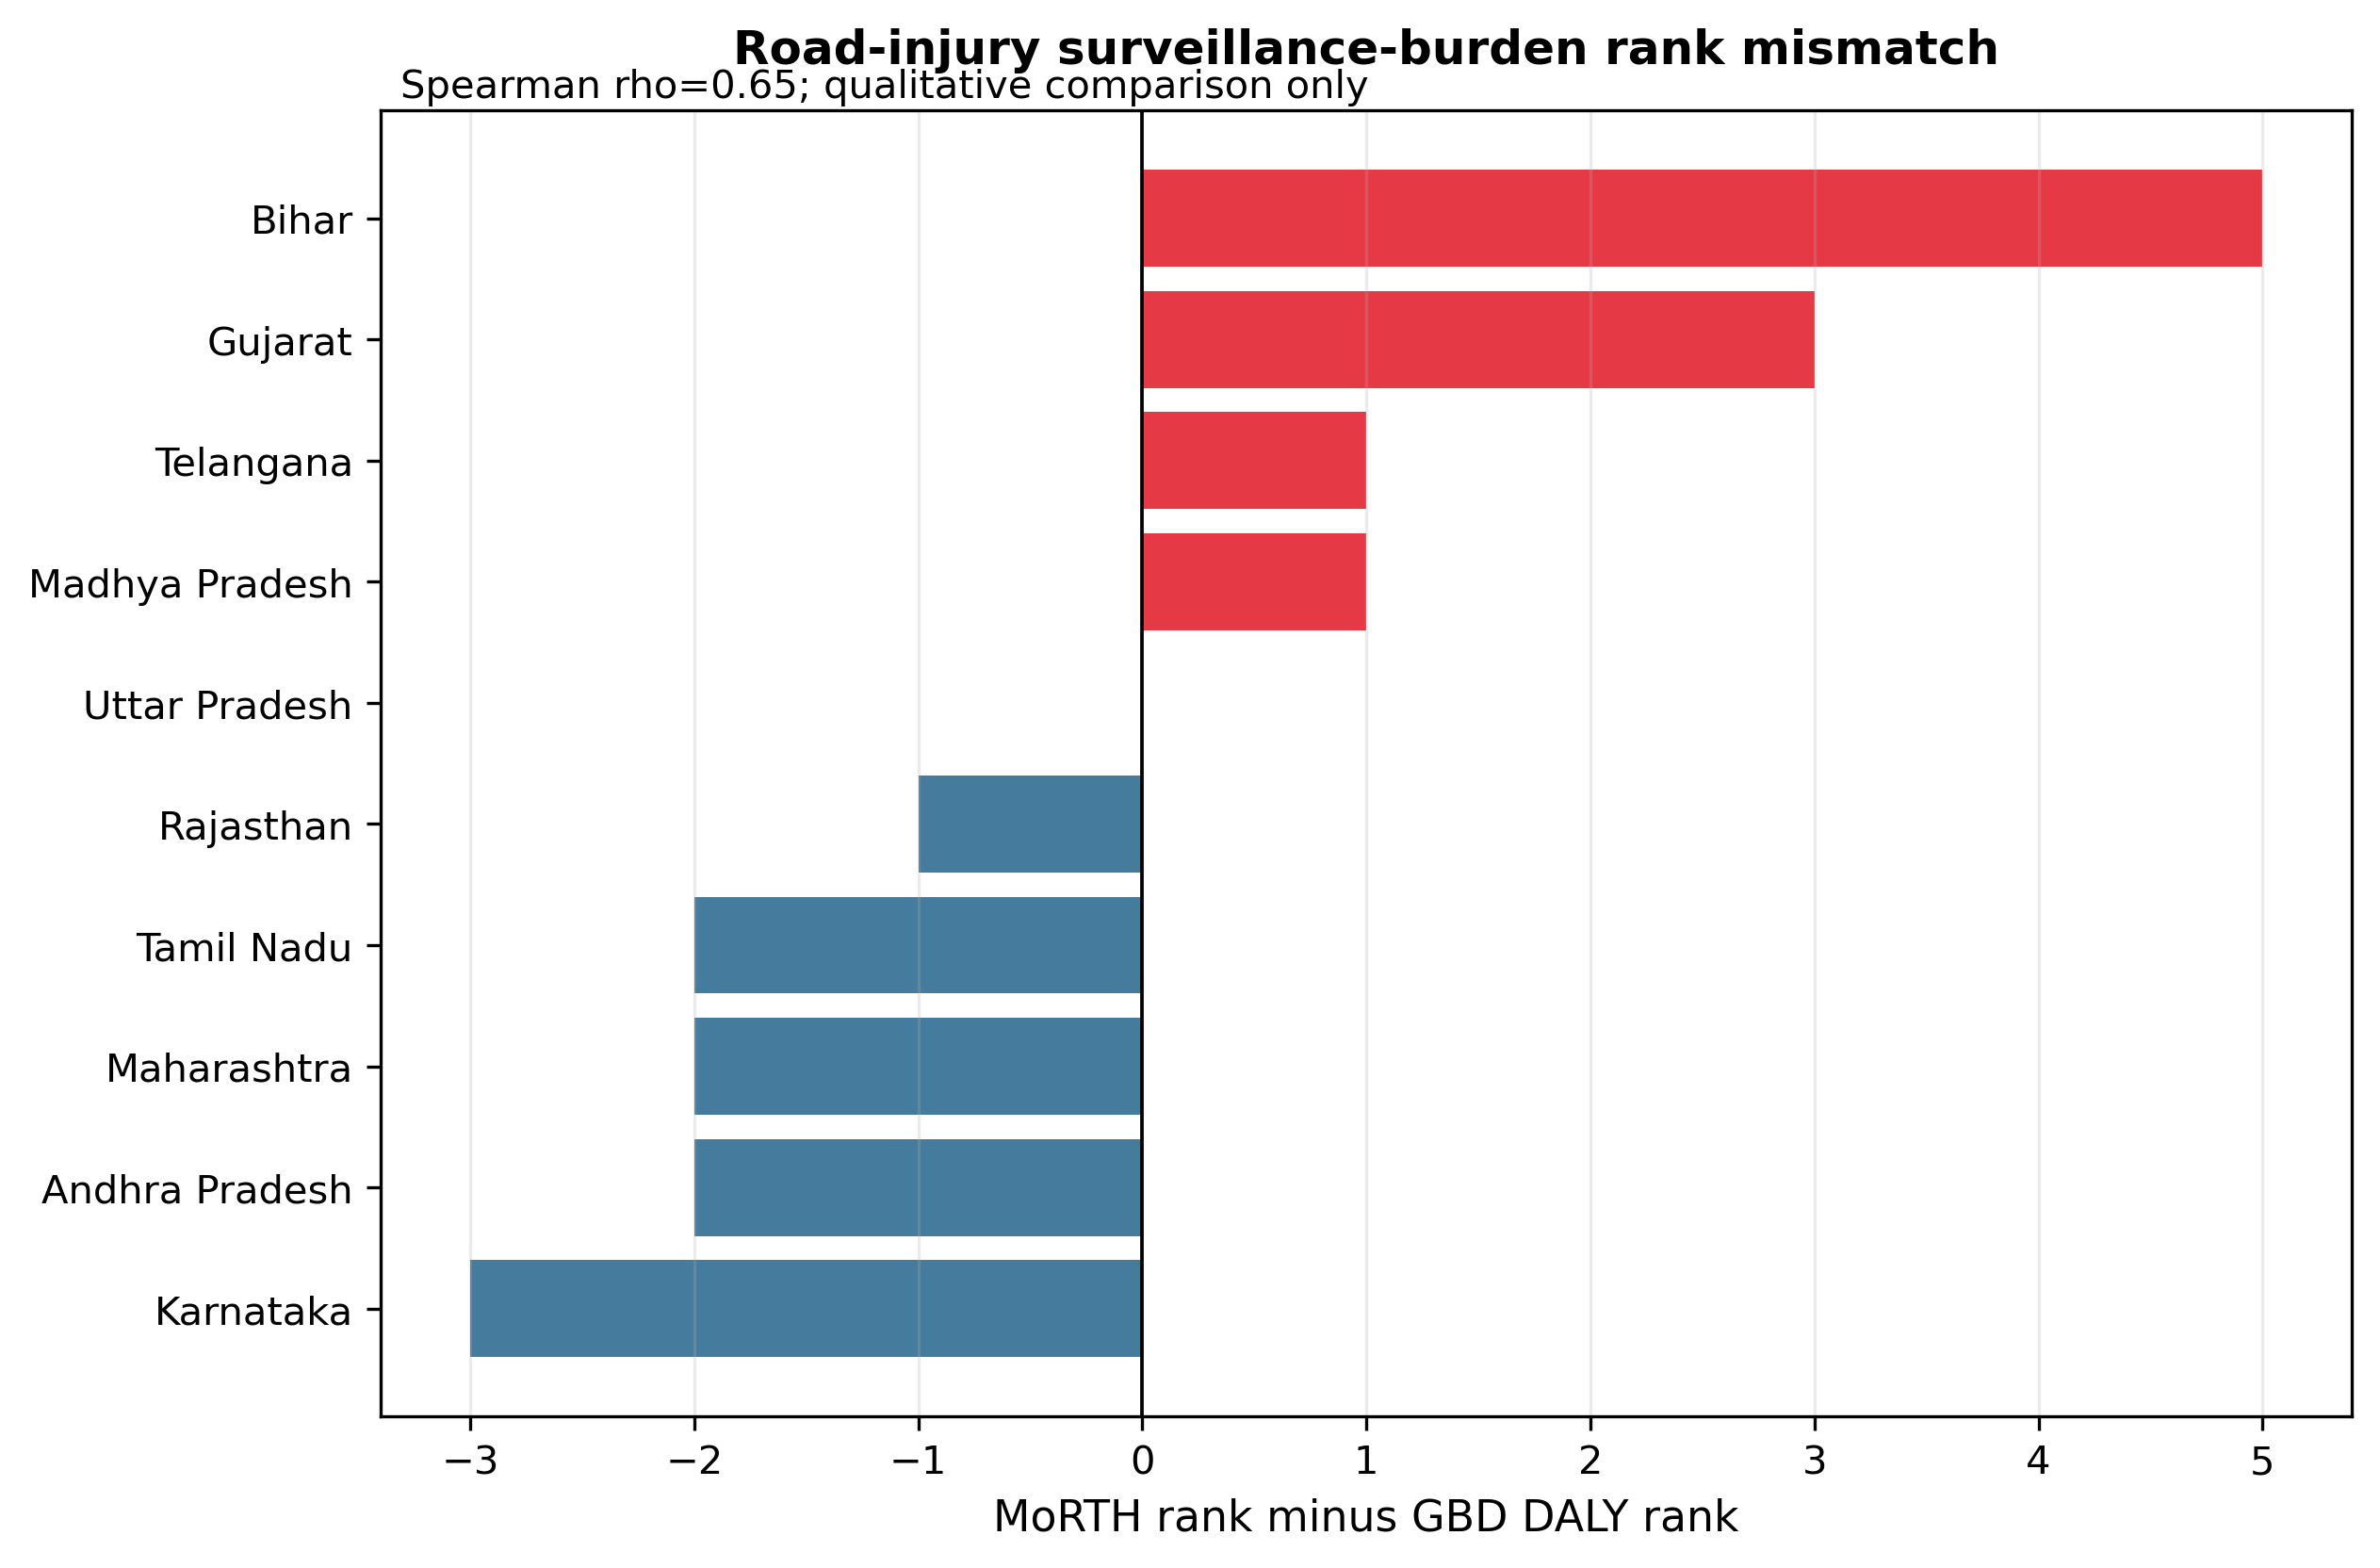 Road-injury surveillance-burden rank mismatch
Spearman rho=0.65; qualitative comparison only
Bihar
Gujarat
Telangana
Madhya Pradesh
Uttar Pradesh
Rajasthan
Tamil Nadu
Maharashtra
Andhra Pradesh
Karnataka
−3 −2 −1 0 1 2 3 4 5
MoRTH rank minus GBD DALY rank